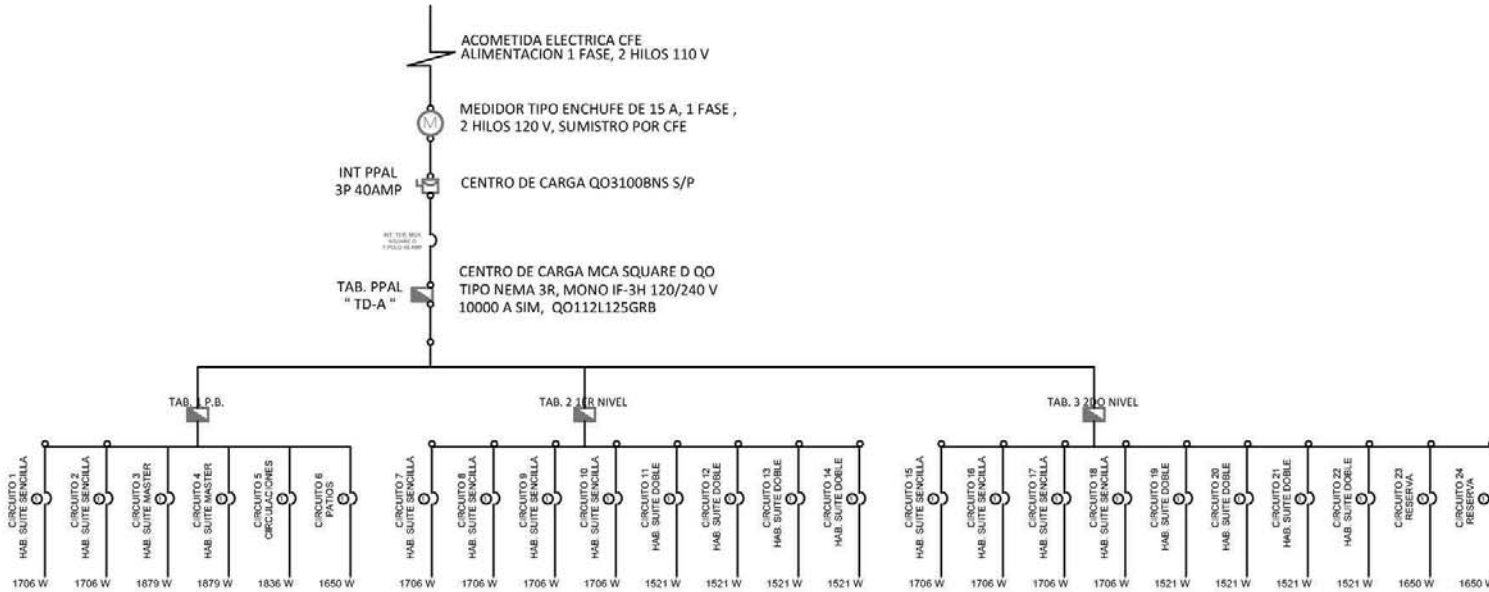 ACOMETIDA ELECTRICA CFE
ALIMENTACION 1 FASE, 2 HILOS 110 V
M
MEDIDOR TIPO ENCHUFE DE 15 A, 1 FASE ,
2 HILOS 120 V, SUMISTRO POR CFE
INT PPAL
3P 40AMP
CENTRO DE CARGA QO3100BNS S/P
TAB. PPAL
" TD-A "
CENTRO DE CARGA MCA SQUARE D QO
TIPO NEMA 3R, MONO IF-3H 120/240 V
10000 A SIM, QO112L125GRB
TAB. 1 P.B.
TAB. 2 1ER NIVEL
TAB. 3 2DO NIVEL
CIRCUITO 1
HAB. SUITE SENCILLA
CIRCUITO 2
HAB. SUITE SENCILLA
CIRCUITO 3
HAB. SUITE MASTER
CIRCUITO 4
HAB. SUITE MASTER
CIRCUITO 5
CIRCULACIONES
CIRCUITO 6
PATIOS
CIRCUITO 7
HAB. SUITE SENCILLA
CIRCUITO 8
HAB. SUITE SENCILLA
CIRCUITO 9
HAB. SUITE SENCILLA
CIRCUITO 10
HAB. SUITE SENCILLA
CIRCUITO 11
HAB. SUITE DOBLE
CIRCUITO 12
HAB. SUITE DOBLE
CIRCUITO 13
HAB. SUITE DOBLE
CIRCUITO 14
HAB. SUITE DOBLE
CIRCUITO 15
HAB. SUITE SENCILLA
CIRCUITO 16
HAB. SUITE SENCILLA
CIRCUITO 17
HAB. SUITE SENCILLA
CIRCUITO 18
HAB. SUITE SENCILLA
CIRCUITO 19
HAB. SUITE DOBLE
CIRCUITO 20
HAB. SUITE DOBLE
CIRCUITO 21
HAB. SUITE DOBLE
CIRCUITO 22
HAB. SUITE DOBLE
CIRCUITO 23
RESERVA
CIRCUITO 24
RESERVA
1706 W 1706 W 1879 W 1879 W 1836 W 1650 W 1706 W 1706 W 1706 W 1706 W 1521 W 1521 W 1521 W 1521 W 1706 W 1706 W 1706 W 1706 W 1521 W 1521 W 1521 W 1521 W 1650 W 1650 W